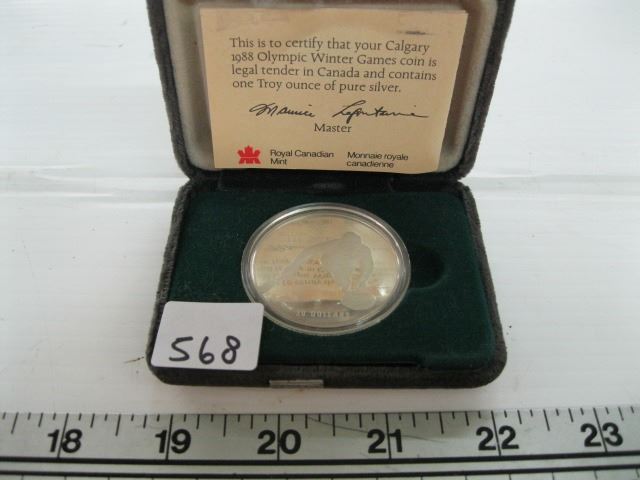 This is to certify that your Calgary
1988 Olympic Winter Games coin is
legal tender in Canada and contains
one Troy ounce of pure silver.
Maurice Lafontaine
Master
Royal Canadian Monnaie royale
Mint canadienne
20 DOLLARS
568
18 19 20 21 22 23